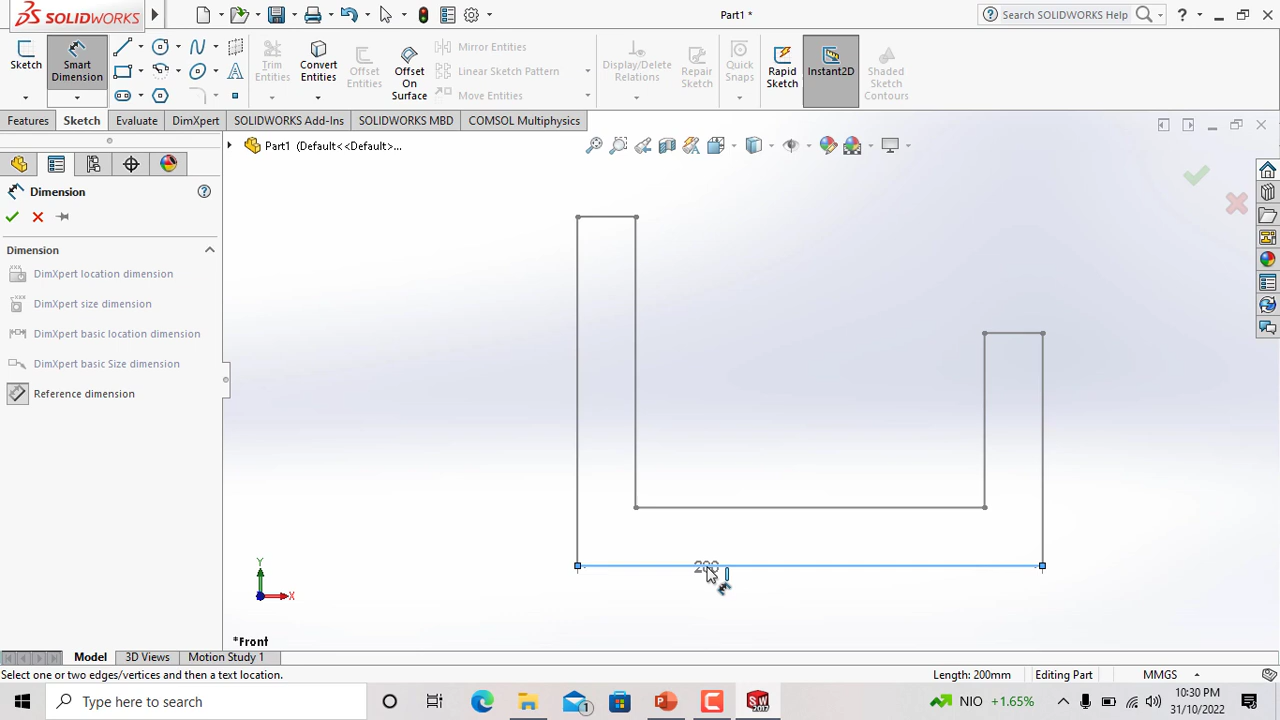 SOLIDWORKS
Part1 *
Search SOLIDWORKS Help
Sketch
Smart Dimension
Trim Entities
Convert Entities
Offset Entities
Offset On Surface
Mirror Entities
Linear Sketch Pattern
Move Entities
Display/Delete Relations
Repair Sketch
Quick Snaps
Rapid Sketch
Instant2D
Shaded Sketch Contours
Features
Sketch
Evaluate
DimXpert
SOLIDWORKS Add-Ins
SOLIDWORKS MBD
COMSOL Multiphysics
Part1 (Default<<Default>...
Dimension
Dimension
DimXpert location dimension
DimXpert size dimension
DimXpert basic location dimension
DimXpert basic Size dimension
Reference dimension
200
Y
X
*Front
Model
3D Views
Motion Study 1
Select one or two edges/vertices and then a text location.
Length: 200mm
Editing Part
MMGS
Type here to search
NIO +1.65%
10:30 PM
31/10/2022